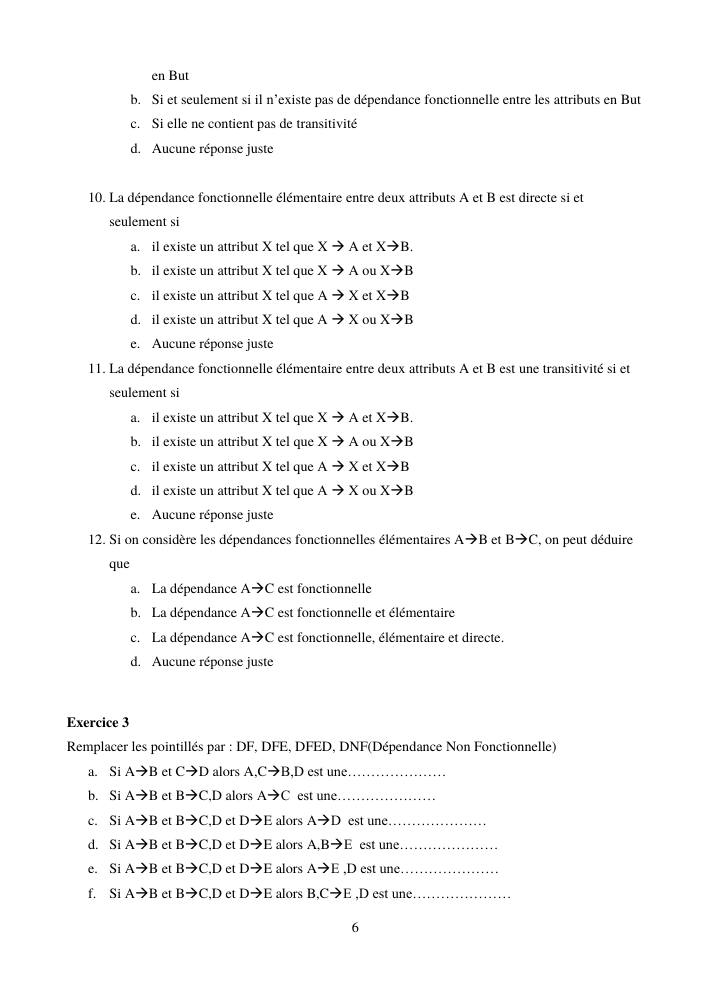 en But
b. Si et seulement si il n’existe pas de dépendance fonctionnelle entre les attributs en But
c. Si elle ne contient pas de transitivité
d. Aucune réponse juste
10. La dépendance fonctionnelle élémentaire entre deux attributs A et B est directe si et
seulement si
a. il existe un attribut X tel que X → A et X→B.
b. il existe un attribut X tel que X → A ou X→B
c. il existe un attribut X tel que A → X et X→B
d. il existe un attribut X tel que A → X ou X→B
e. Aucune réponse juste
11. La dépendance fonctionnelle élémentaire entre deux attributs A et B est une transitivité si et
seulement si
a. il existe un attribut X tel que X → A et X→B.
b. il existe un attribut X tel que X → A ou X→B
c. il existe un attribut X tel que A → X et X→B
d. il existe un attribut X tel que A → X ou X→B
e. Aucune réponse juste
12. Si on considère les dépendances fonctionnelles élémentaires A→B et B→C, on peut déduire
que
a. La dépendance A→C est fonctionnelle
b. La dépendance A→C est fonctionnelle et élémentaire
c. La dépendance A→C est fonctionnelle, élémentaire et directe.
d. Aucune réponse juste
Exercice 3
Remplacer les pointillés par : DF, DFE, DFED, DNF(Dépendance Non Fonctionnelle)
a. Si A→B et C→D alors A,C→B,D est une…………………
b. Si A→B et B→C,D alors A→C est une…………………
c. Si A→B et B→C,D et D→E alors A→D est une…………………
d. Si A→B et B→C,D et D→E alors A,B→E est une…………………
e. Si A→B et B→C,D et D→E alors A→E ,D est une…………………
f. Si A→B et B→C,D et D→E alors B,C→E ,D est une…………………
6